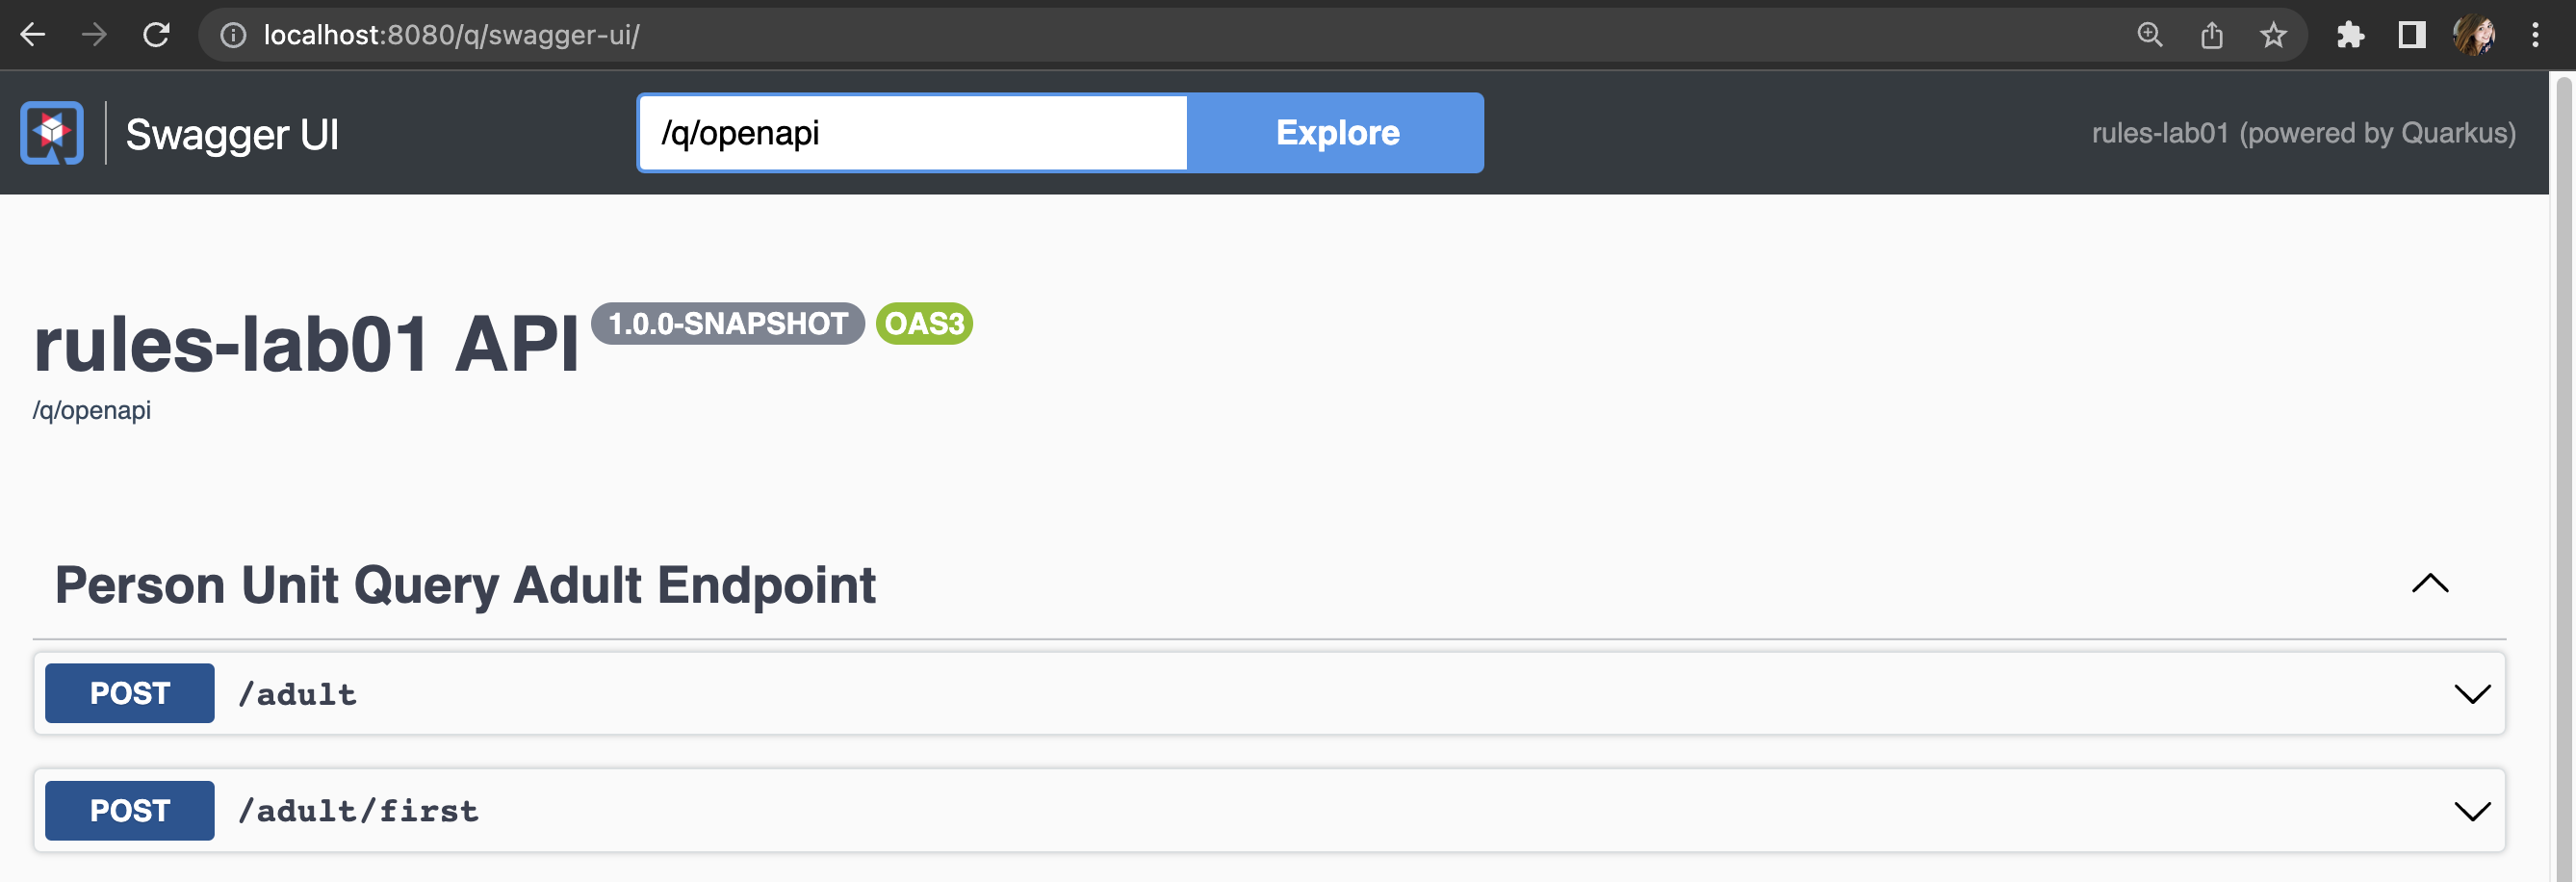 localhost:8080/q/swagger-ui/
Swagger UI
/q/openapi
Explore
rules-lab01 (powered by Quarkus)
rules-lab01 API 1.0.0-SNAPSHOT OAS3
/q/openapi
Person Unit Query Adult Endpoint
POST /adult
POST /adult/first